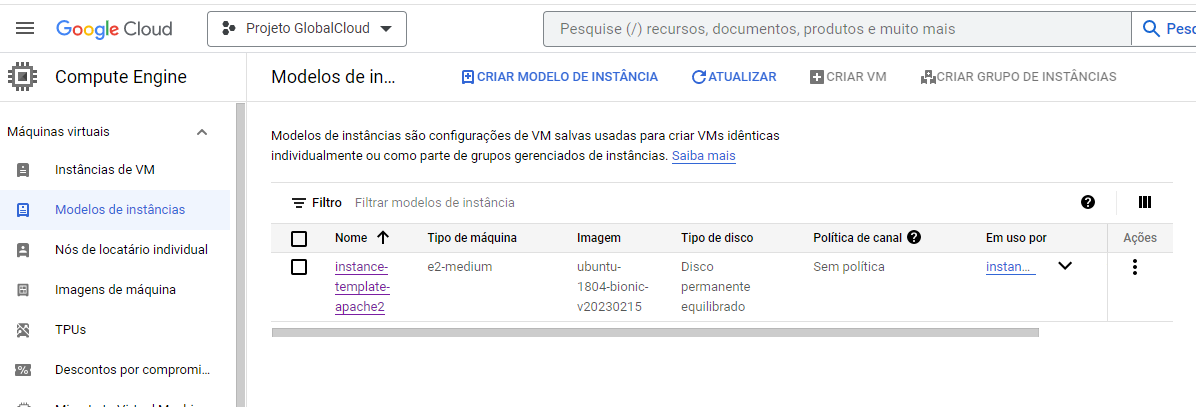 Google Cloud
Projeto GlobalCloud
Pesquise (/) recursos, documentos, produtos e muito mais
Pesq
Compute Engine
Modelos de in...
CRIAR MODELO DE INSTÂNCIA
ATUALIZAR
CRIAR VM
CRIAR GRUPO DE INSTÂNCIAS
Máquinas virtuais
Instâncias de VM
Modelos de instâncias
Nós de locatário individual
Imagens de máquina
TPUs
Descontos por compromi...
Modelos de instâncias são configurações de VM salvas usadas para criar VMs idênticas
individualmente ou como parte de grupos gerenciados de instâncias. Saiba mais
Filtro
Filtrar modelos de instância
Nome
Tipo de máquina
Imagem
Tipo de disco
Política de canal
Em uso por
Ações
instance-
template-
apache2
e2-medium
ubuntu-
1804-bionic-
v20230215
Disco
permanente
equilibrado
Sem política
instan...